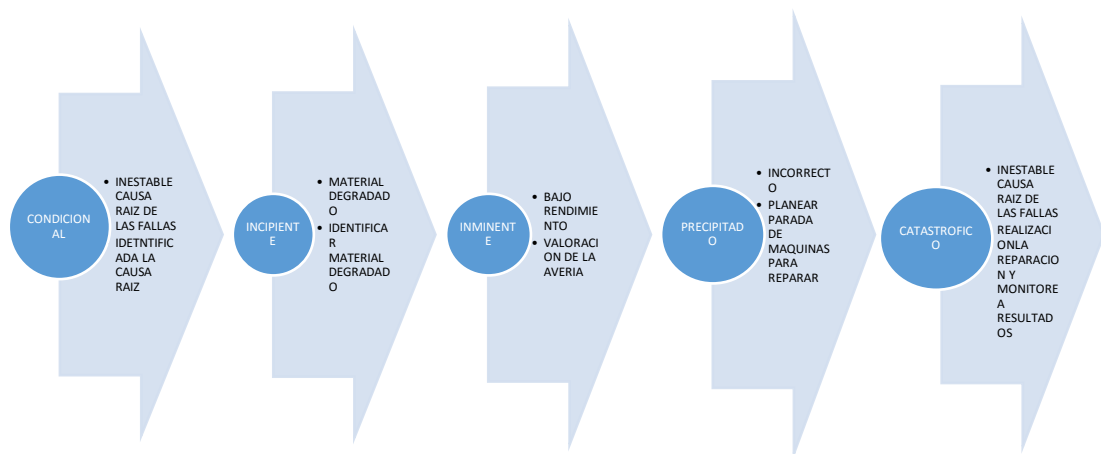 CONDICION
AL
• INESTABLE
CAUSA
RAIZ DE
LAS FALLAS
IDETNTIFIC
ADA LA
CAUSA
RAIZ
INCIPIENT
E
• MATERIAL
DEGRADAD
O
• IDENTIFICA
R
MATERIAL
DEGRADAD
O
INMINENT
E
• BAJO
RENDIMIE
NTO
• VALORACI
ON DE LA
AVERIA
PRECIPITAD
O
• INCORRECT
O
• PLANEAR
PARADA
DE
MAQUINAS
PARA
REPARAR
CATASTROFIC
O
• INESTABLE
CAUSA
RAIZ DE
LAS FALLAS
REALIZACI
ONLA
REPARACIO
N Y
MONITORE
A
RESULTAD
OS